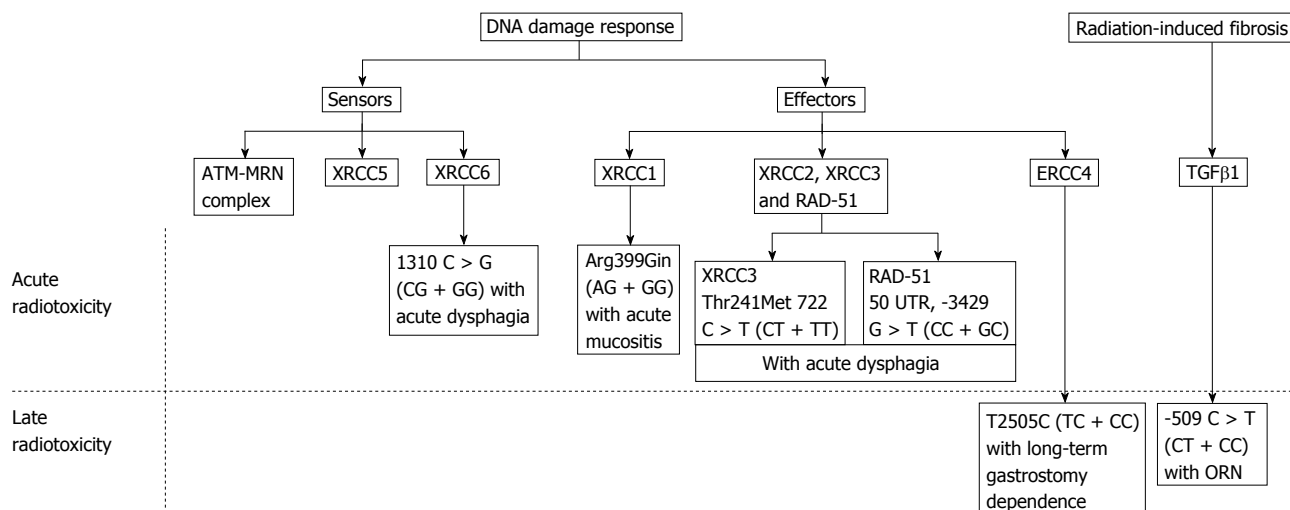 DNA damage response
Radiation-induced fibrosis
Sensors
Effectors
ATM-MRN
complex
XRCC5
XRCC6
XRCC1
XRCC2, XRCC3
and RAD-51
ERCC4
TGFβ1
Acute
radiotoxicity
1310 C > G
(CG + GG) with
acute dysphagia
Arg399Gin
(AG + GG)
with acute
mucositis
XRCC3
Thr241Met 722
C > T (CT + TT)
RAD-51
50 UTR, -3429
G > T (CC + GC)
With acute dysphagia
Late
radiotoxicity
T2505C (TC + CC)
with long-term
gastrostomy
dependence
-509 C > T
(CT + CC)
with ORN